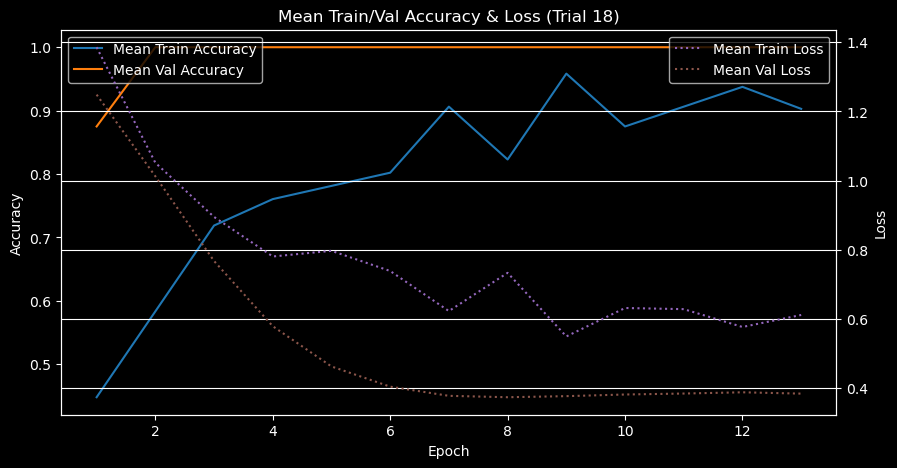 Mean Train/Val Accuracy & Loss (Trial 18)
Mean Train Accuracy
Mean Val Accuracy
Mean Train Loss
Mean Val Loss
1.0
0.9
0.8
0.7
0.6
0.5
Accuracy
1.4
1.2
1.0
0.8
0.6
0.4
Loss
2 4 6 8 10 12
Epoch